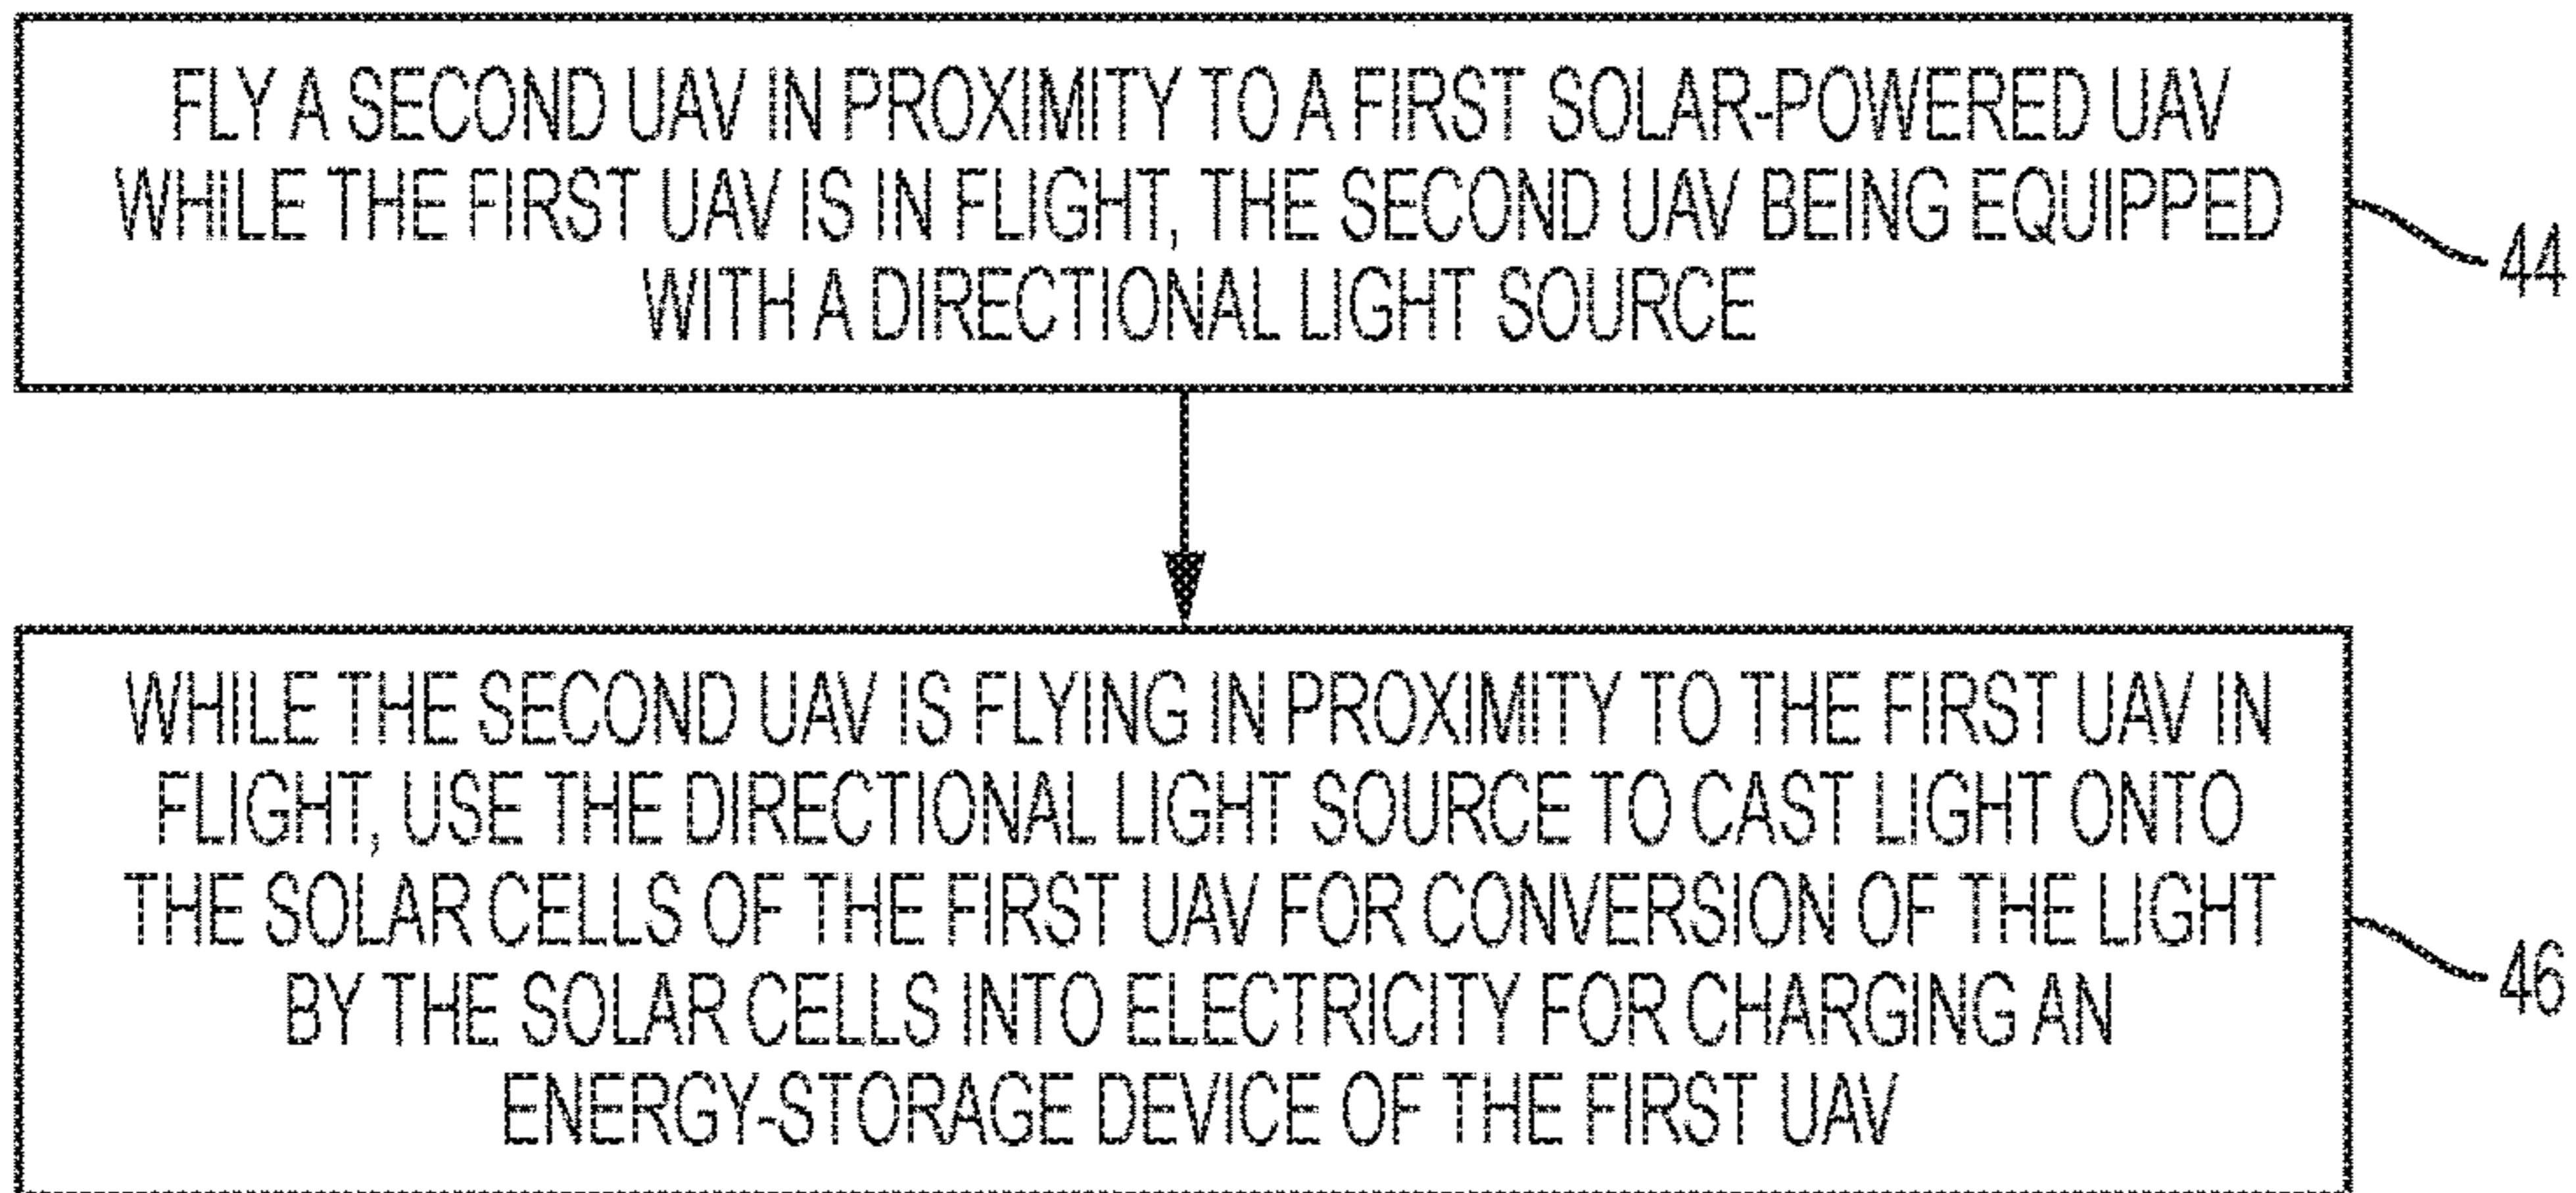 FLY A SECOND UAV IN PROXIMITY TO A FIRST SOLAR-POWERED UAV
WHILE THE FIRST UAV IS IN FLIGHT, THE SECOND UAV BEING EQUIPPED
WITH A DIRECTIONAL LIGHT SOURCE
44
WHILE THE SECOND UAV IS FLYING IN PROXIMITY TO THE FIRST UAV IN
FLIGHT, USE THE DIRECTIONAL LIGHT SOURCE TO CAST LIGHT ONTO
THE SOLAR CELLS OF THE FIRST UAV FOR CONVERSION OF THE LIGHT
BY THE SOLAR CELLS INTO ELECTRICITY FOR CHARGING AN
ENERGY-STORAGE DEVICE OF THE FIRST UAV
46